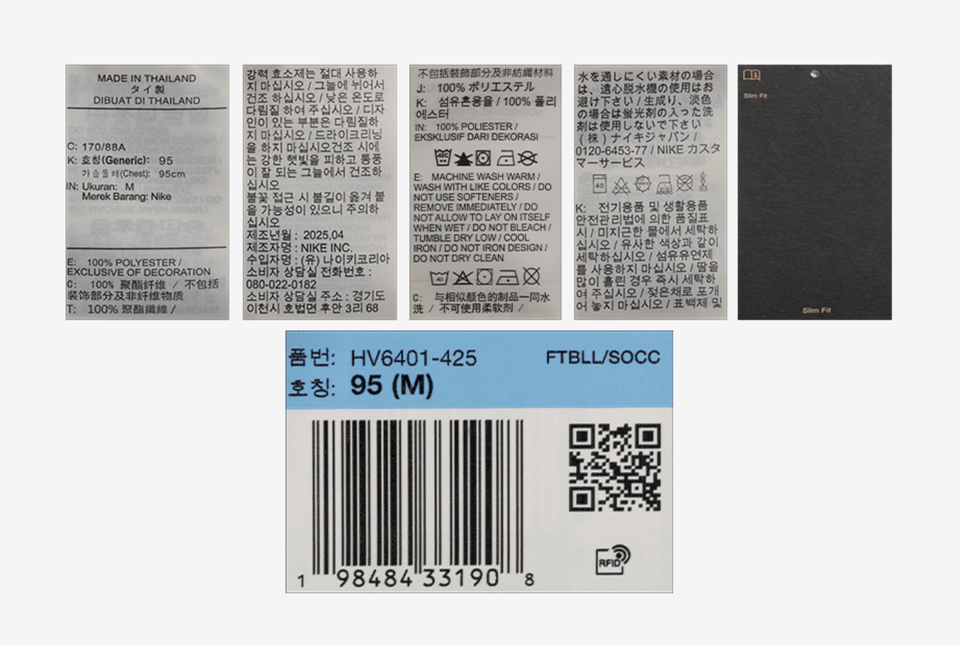 MADE IN THAILAND
タイ製
DIBUAT DI THAILAND
C: 170/88A
K: 호칭(Generic): 95
가슴둘레(Chest): 95cm
IN: Ukuran: M
Merek Barang: Nike
E: 100% POLYESTER /
EXCLUSIVE OF DECORATION
C: 100% 聚酯纤维 / 不包括
装饰部分及非纤维物质
T: 100% 聚酯纖維 /
강력 효소제는 절대 사용하
지 마십시오 / 그늘에 뉘어서
건조 하십시오 / 낮은 온도로
다림질 하여 주십시오 / 디자
인이 있는 부분은 다림질하
지 마십시오 / 드라이크리닝
을 하지 마십시오건조 시에
는 강한 햇빛을 피하고 통풍
이 잘 되는 그늘에서 건조하
십시오
불꽃 접근 시 불길이 옮겨 붙
을 가능성이 있으니 주의하
십시오
제조년월 : 2025,04
제조자명 : NIKE INC.
수입자명 : (유) 나이키코리아
소비자 상담실 전화번호 :
080-022-0182
소비자 상담실 주소 : 경기도
이천시 호법면 후안 3리 68
不包括裝飾部分及非紡織材料
J: 100% ポリエステル
K: 섬유혼용율 / 100% 폴리
에스터
IN: 100% POLIESTER /
EKSKLUSIF DARI DEKORASI
E: MACHINE WASH WARM /
WASH WITH LIKE COLORS / DO
NOT USE SOFTENERS /
REMOVE IMMEDIATELY / DO
NOT ALLOW TO LAY ON ITSELF
WHEN WET / DO NOT BLEACH /
TUMBLE DRY LOW / COOL
IRON / DO NOT IRON DESIGN /
DO NOT DRY CLEAN
40
C: 与相似颜色的制品一同水
洗 / 不可使用柔软剂 /
水を通しにくい素材の場合
は、遠心脱水機の使用はお
避け下さい / 生成り、淡色
の場合は蛍光剤の入った洗
剤は使用しないで下さい
(株) ナイキジャパン /
0120-6453-77 / NIKE カスタ
マーサービス
40
K: 전기용품 및 생활용품
안전관리법에 의한 품질표
시 / 미지근한 물에서 세탁하
십시오 / 유사한 색상과 같이
세탁하십시오 / 섬유유연제
를 사용하지 마십시오 / 땀을
많이 흘린 경우 즉시 세탁하
여 주십시오 / 젖은채로 포개
어 놓지 마십시오 / 표백제 및
Slim Fit
Slim Fit
품번: HV6401-425 FTBLL/SOCC
호칭: 95 (M)
RFID
1 98484 33190 8